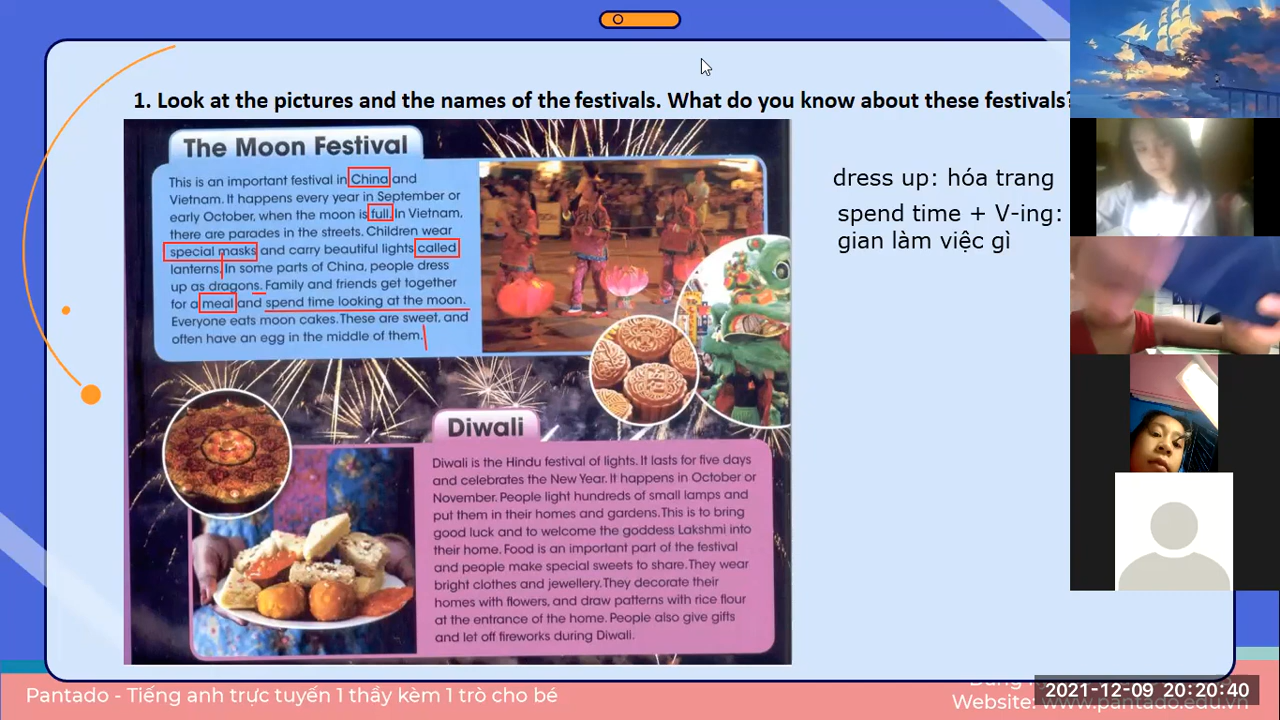 1. Look at the pictures and the names of the festivals. What do you know about these festivals?
The Moon Festival
This is an important festival in China and
Vietnam. It happens every year in September or
early October, when the moon is full. In Vietnam,
there are parades in the streets. Children wear
special masks and carry beautiful lights called
lanterns. In some parts of China, people dress
up as dragons. Family and friends get together
for a meal and spend time looking at the moon.
Everyone eats moon cakes. These are sweet, and
often have an egg in the middle of them.
dress up: hóa trang
spend time + V-ing:
gian làm việc gì
Diwali
Diwali is the Hindu festival of lights. It lasts for five days
and celebrates the New Year. It happens in October or
November. People light hundreds of small lamps and
put them in their homes and gardens. This is to bring
good luck and to welcome the goddess Lakshmi into
their home. Food is an important part of the festival
and people make special sweets to share. They wear
bright clothes and jewellery. They decorate their
homes with flowers, and draw patterns with rice flour
at the entrance of the home. People also give gifts
and let off fireworks during Diwali.
Pantado - Tiếng anh trực tuyến 1 thầy kèm 1 trò cho bé
2021-12-09 20:20:40
Website: www.pantado.edu.vn